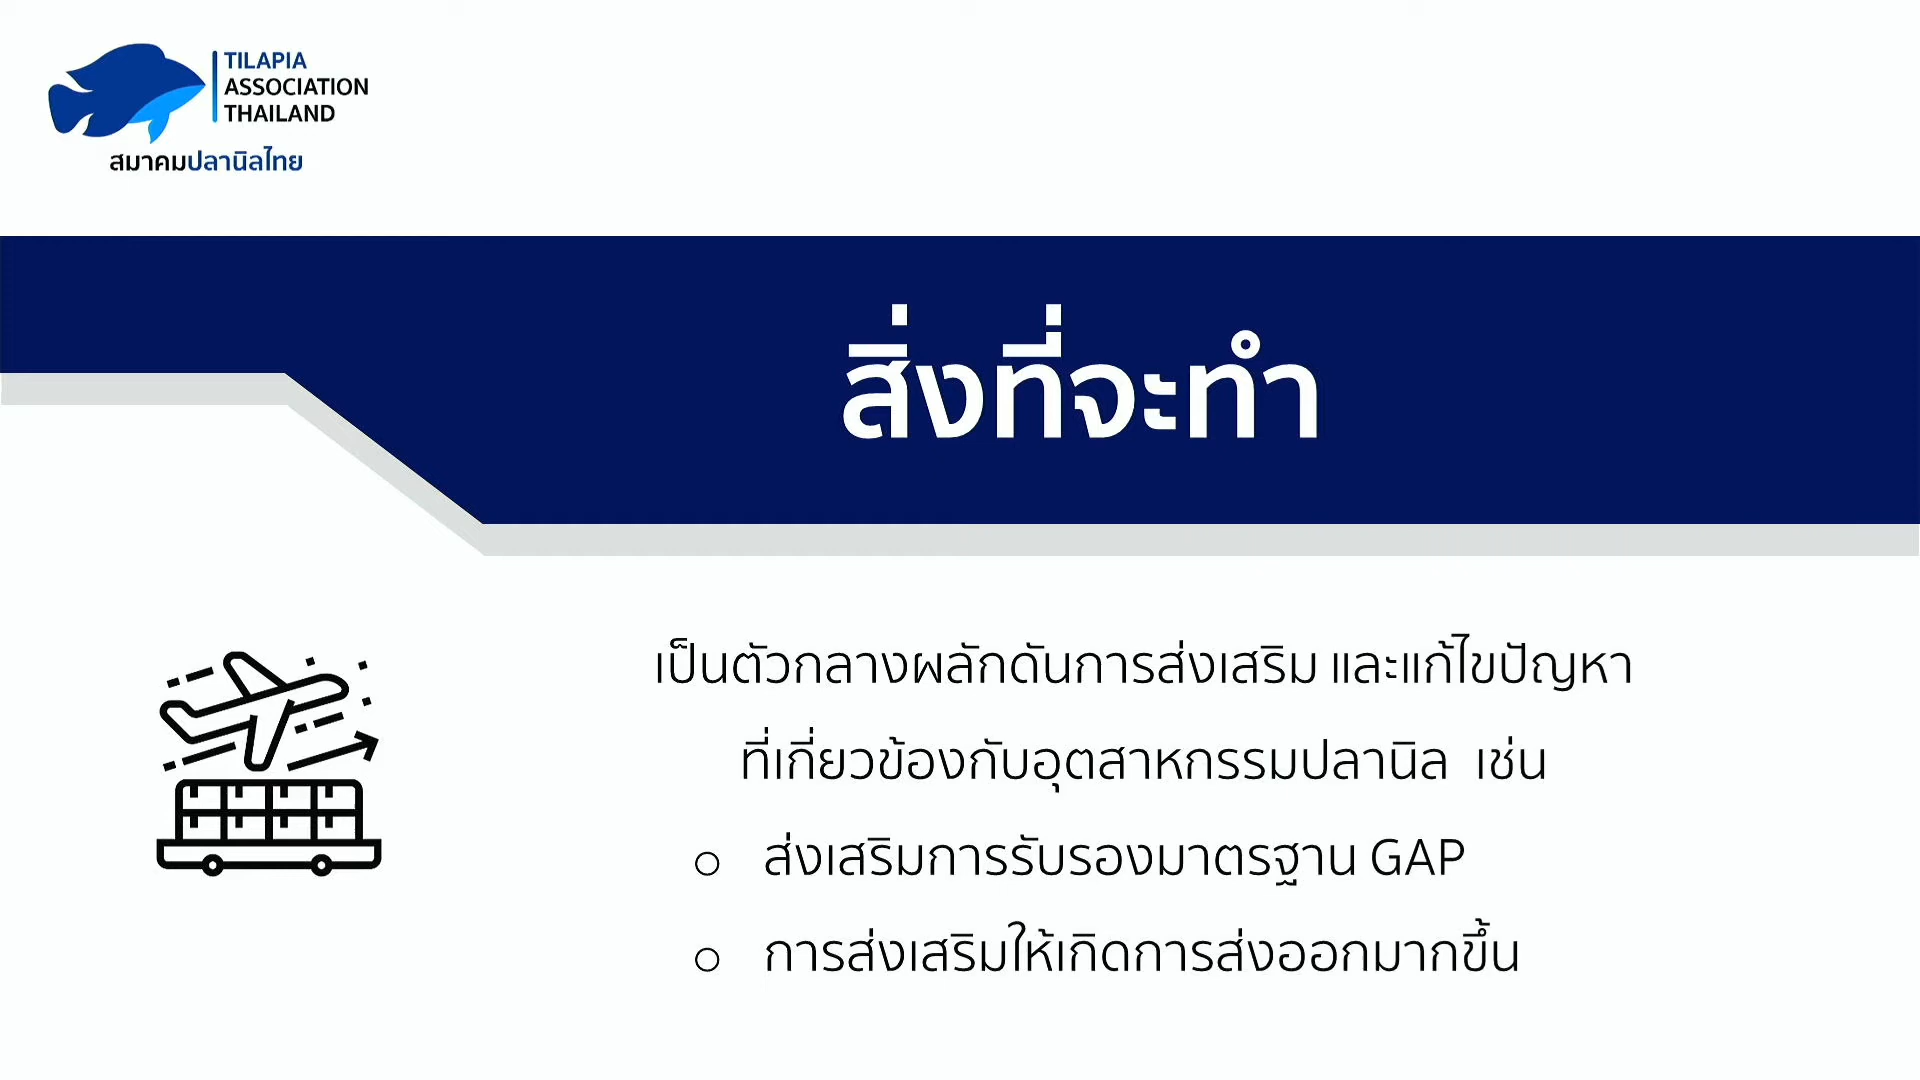 TILAPIA
ASSOCIATION
THAILAND
สมาคมปลานิลไทย
สิ่งที่จะทำ
เป็นตัวกลางผลักดันการส่งเสริม และแก้ไขปัญหา
ที่เกี่ยวข้องกับอุตสาหกรรมปลานิล เช่น
o ส่งเสริมการรับรองมาตรฐาน GAP
o การส่งเสริมให้เกิดการส่งออกมากขึ้น